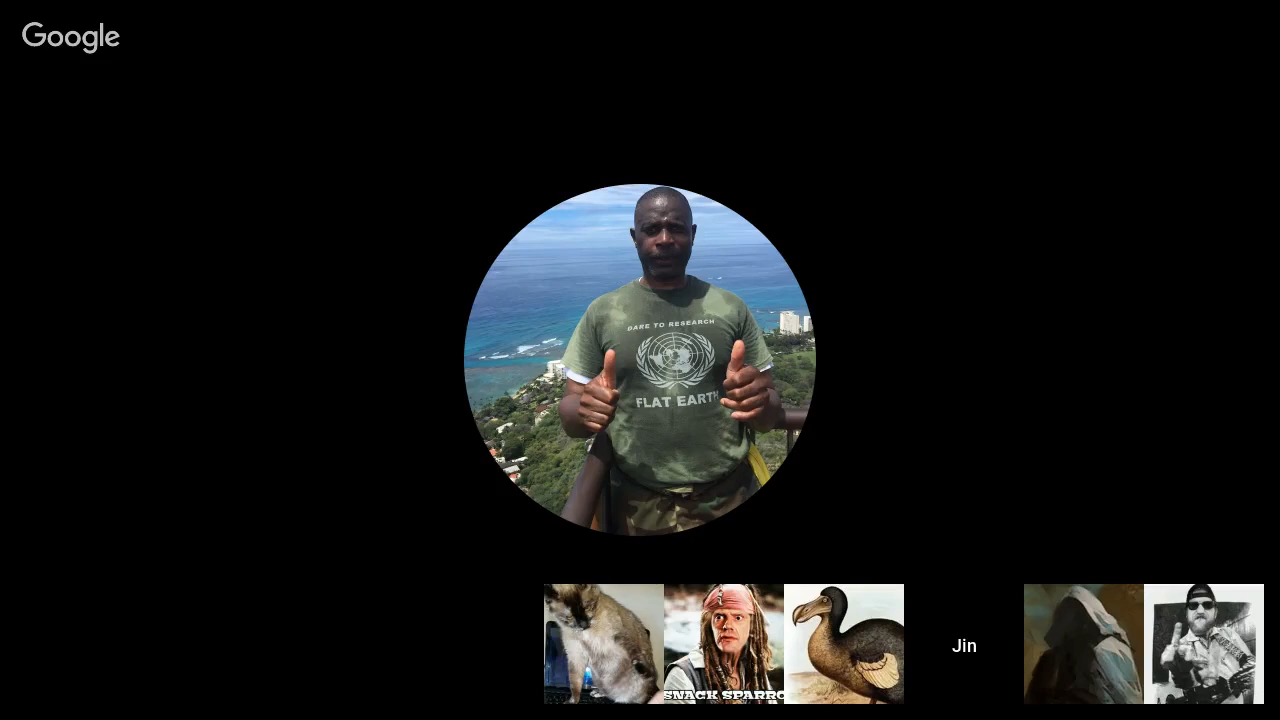 Google
DARE TO RESEARCH
FLAT EARTH
Jin
SNACK SPARRO